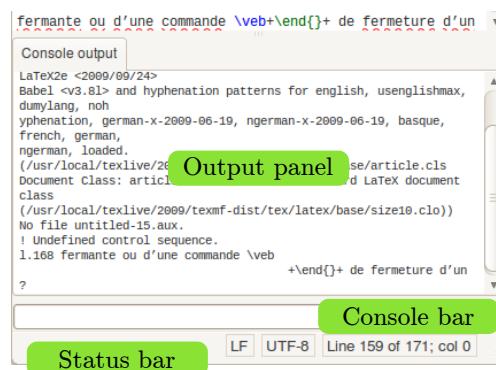 fermante ou d’une commande \veb+\end{}+ de fermeture d’un
Console output
LaTeX2e <2009/09/24>
Babel <v3.8l> and hyphenation patterns for english, usenglishmax,
dumylang, noh
yphenation, german-x-2009-06-19, ngerman-x-2009-06-19, basque,
french, german,
ngerman, loaded.
(/usr/local/texlive/20 se/article.cls
Output panel
Document Class: articl rd LaTeX document
class
(/usr/local/texlive/2009/texmf-dist/tex/latex/base/size10.clo))
No file untitled-15.aux.
! Undefined control sequence.
l.168 fermante ou d’une commande \veb
+\end{}+ de fermeture d’un
?
Console bar
LF UTF-8 Line 159 of 171; col 0
Status bar